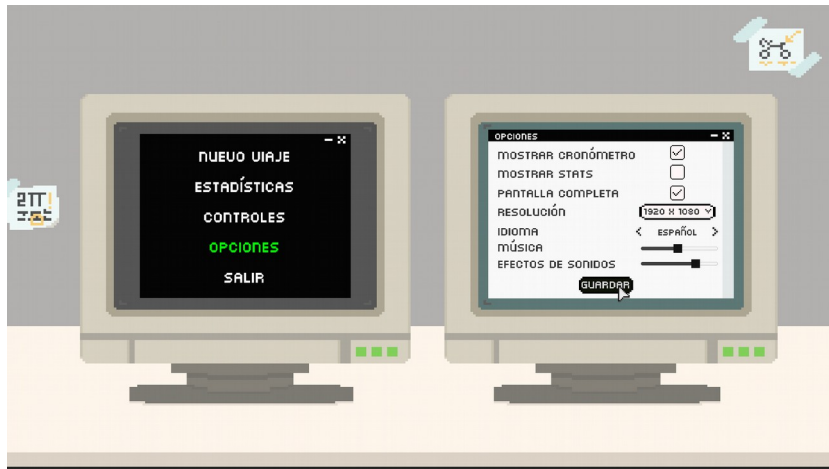 NUEVO VIAJE
ESTADÍSTICAS
CONTROLES
OPCIONES
SALIR
OPCIONES
MOSTRAR CRONÓMETRO
MOSTRAR STATS
PANTALLA COMPLETA
RESOLUCIÓN 1920 X 1080
IDIOMA < ESPAÑOL >
MÚSICA
EFECTOS DE SONIDOS
GUARDAR
2π!